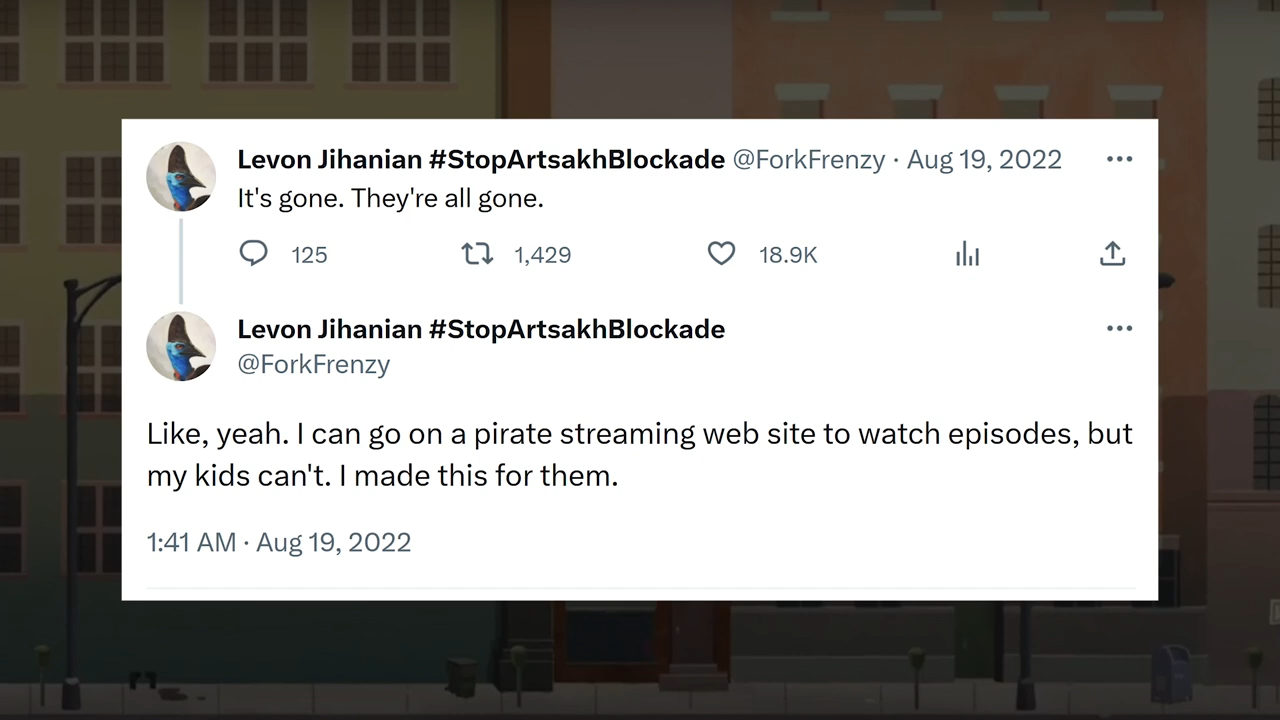 Levon Jihanian #StopArtsakhBlockade @ForkFrenzy · Aug 19, 2022
It's gone. They're all gone.
125 1,429 18.9K
Levon Jihanian #StopArtsakhBlockade
@ForkFrenzy
Like, yeah. I can go on a pirate streaming web site to watch episodes, but
my kids can't. I made this for them.
1:41 AM · Aug 19, 2022